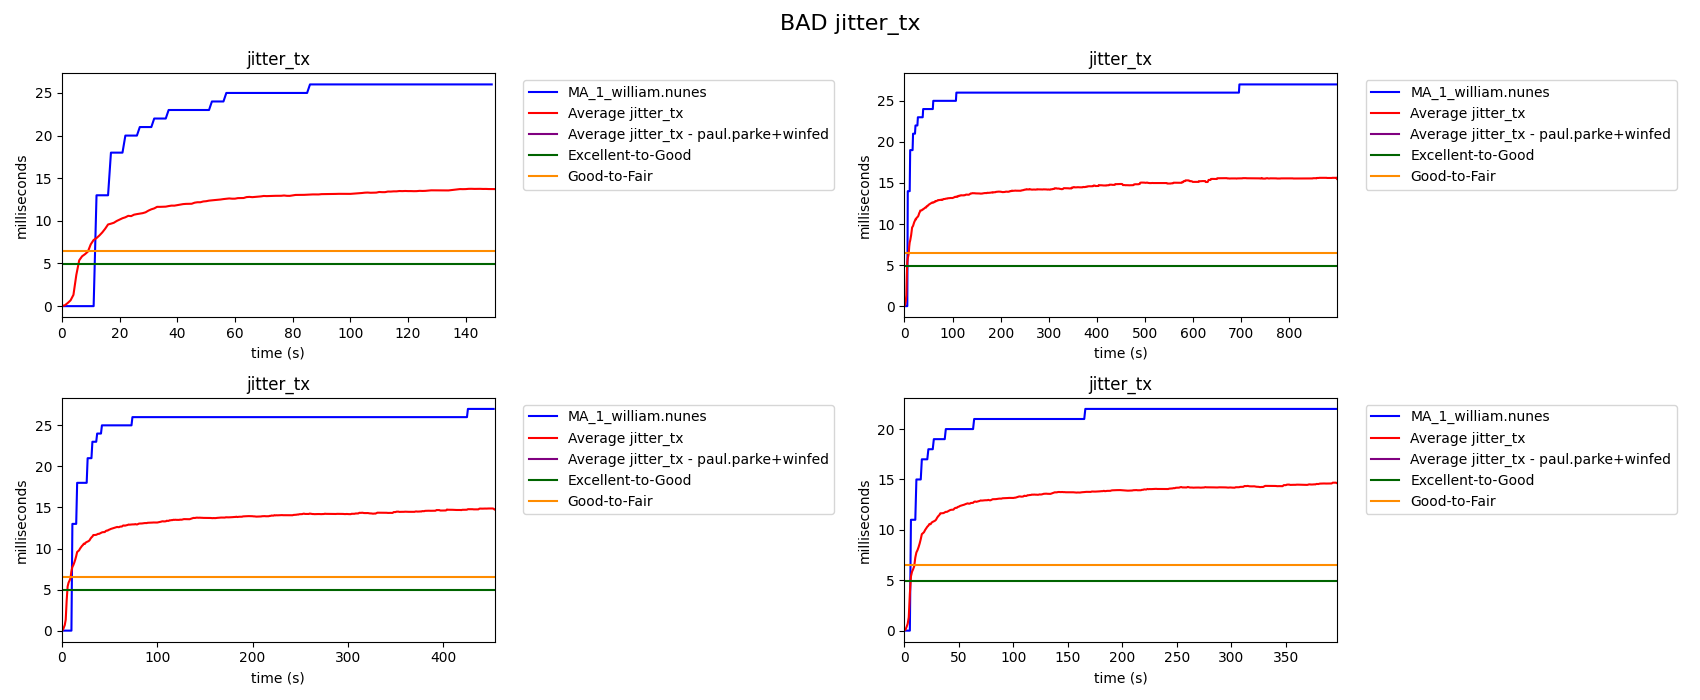 BAD jitter_tx
jitter_tx
milliseconds
25
20
15
10
5
0
0 20 40 60 80 100 120 140
time (s)
MA_1_william.nunes
Average jitter_tx
Average jitter_tx - paul.parke+winfed
Excellent-to-Good
Good-to-Fair
jitter_tx
milliseconds
25
20
15
10
5
0
0 100 200 300 400 500 600 700 800
time (s)
MA_1_william.nunes
Average jitter_tx
Average jitter_tx - paul.parke+winfed
Excellent-to-Good
Good-to-Fair
jitter_tx
milliseconds
25
20
15
10
5
0
0 100 200 300 400
time (s)
MA_1_william.nunes
Average jitter_tx
Average jitter_tx - paul.parke+winfed
Excellent-to-Good
Good-to-Fair
jitter_tx
milliseconds
20
15
10
5
0
0 50 100 150 200 250 300 350
time (s)
MA_1_william.nunes
Average jitter_tx
Average jitter_tx - paul.parke+winfed
Excellent-to-Good
Good-to-Fair